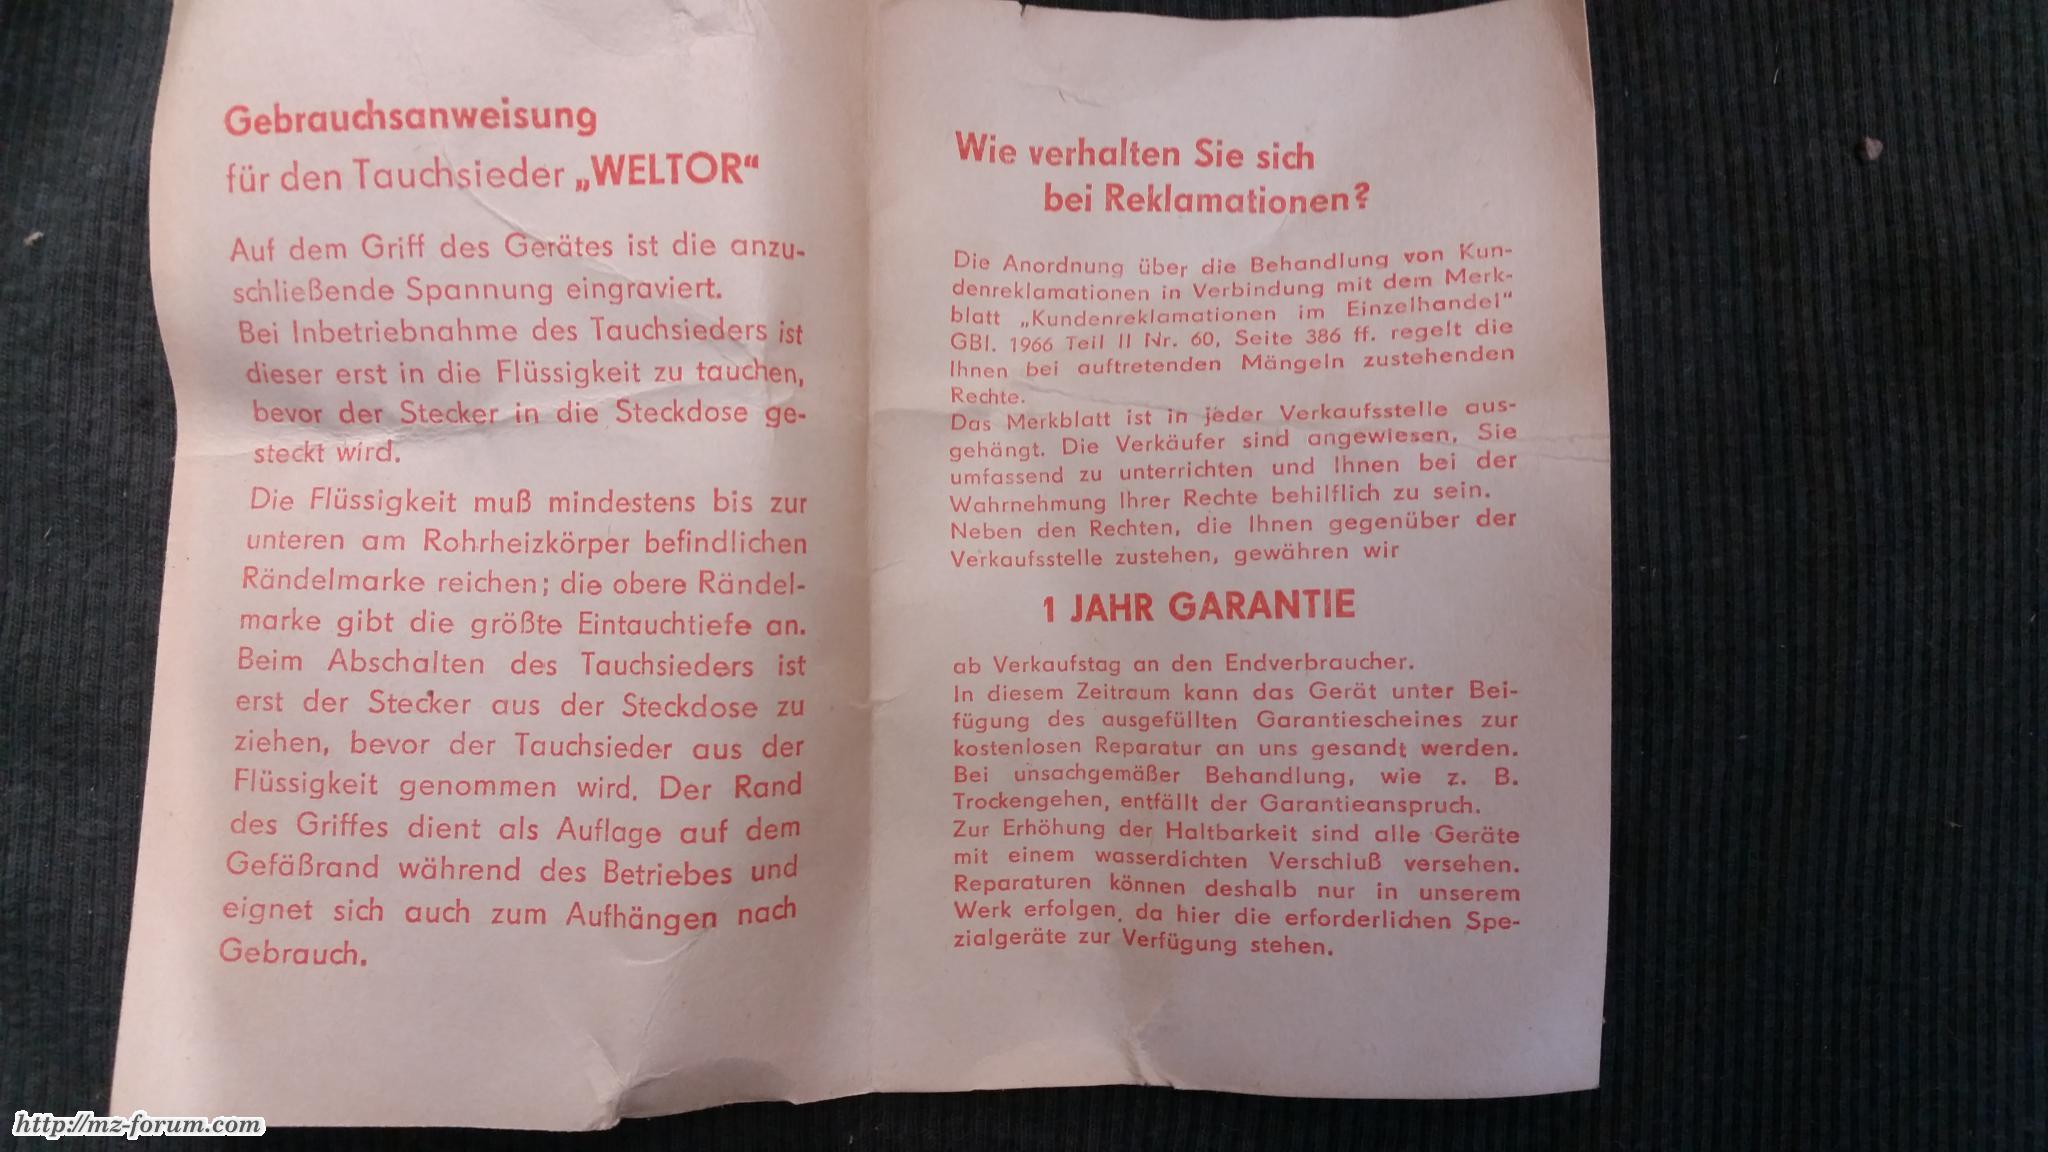 Gebrauchsanweisung
für den Tauchsieder „WELTOR“
Auf dem Griff des Gerätes ist die anzu-
schließende Spannung eingraviert.
Bei Inbetriebnahme des Tauchsieders ist
dieser erst in die Flüssigkeit zu tauchen,
bevor der Stecker in die Steckdose ge-
steckt wird.
Die Flüssigkeit muß mindestens bis zur
unteren am Rohrheizkörper befindlichen
Rändelmarke reichen; die obere Rändel-
marke gibt die größte Eintauchtiefe an.
Beim Abschalten des Tauchsieders ist
erst der Stecker aus der Steckdose zu
ziehen, bevor der Tauchsieder aus der
Flüssigkeit genommen wird. Der Rand
des Griffes dient als Auflage auf dem
Gefäßrand während des Betriebes und
eignet sich auch zum Aufhängen nach
Gebrauch.
Wie verhalten Sie sich
bei Reklamationen?
Die Anordnung über die Behandlung von Kun-
denreklamationen in Verbindung mit dem Merk-
blatt „Kundenreklamationen im Einzelhandel“
GBl. 1966 Teil II Nr. 60, Seite 386 ff. regelt die
Ihnen bei auftretenden Mängeln zustehenden
Rechte.
Das Merkblatt ist in jeder Verkaufsstelle aus-
gehängt. Die Verkäufer sind angewiesen, Sie
umfassend zu unterrichten und Ihnen bei der
Wahrnehmung Ihrer Rechte behilflich zu sein.
Neben den Rechten, die Ihnen gegenüber der
Verkaufsstelle zustehen, gewähren wir
1 JAHR GARANTIE
ab Verkaufstag an den Endverbraucher.
In diesem Zeitraum kann das Gerät unter Bei-
fügung des ausgefüllten Garantiescheines zur
kostenlosen Reparatur an uns gesandt werden.
Bei unsachgemäßer Behandlung, wie z. B.
Trockengehen, entfällt der Garantieanspruch.
Zur Erhöhung der Haltbarkeit sind alle Geräte
mit einem wasserdichten Verschluß versehen.
Reparaturen können deshalb nur in unserem
Werk erfolgen, da hier die erforderlichen Spe-
zialgeräte zur Verfügung stehen.
http://mz-forum.com